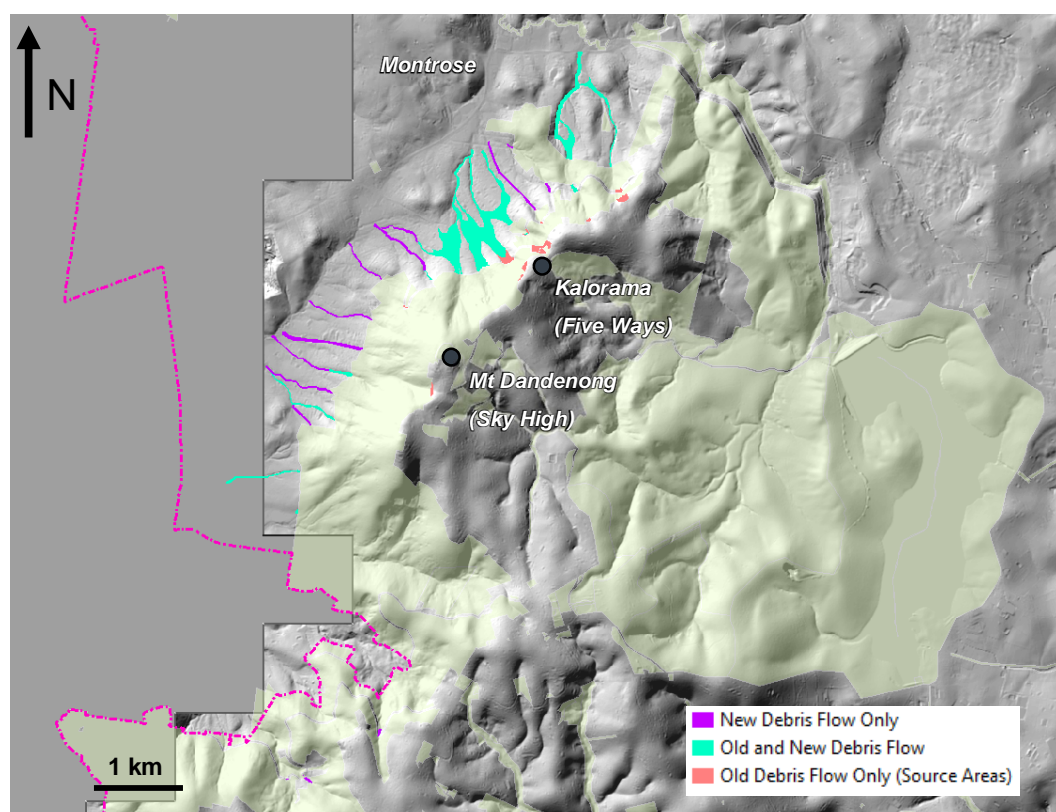 Montrose
N
Kalorama
(Five Ways)
Mt Dandenong
(Sky High)
New Debris Flow Only
Old and New Debris Flow
Old Debris Flow Only (Source Areas)
1 km